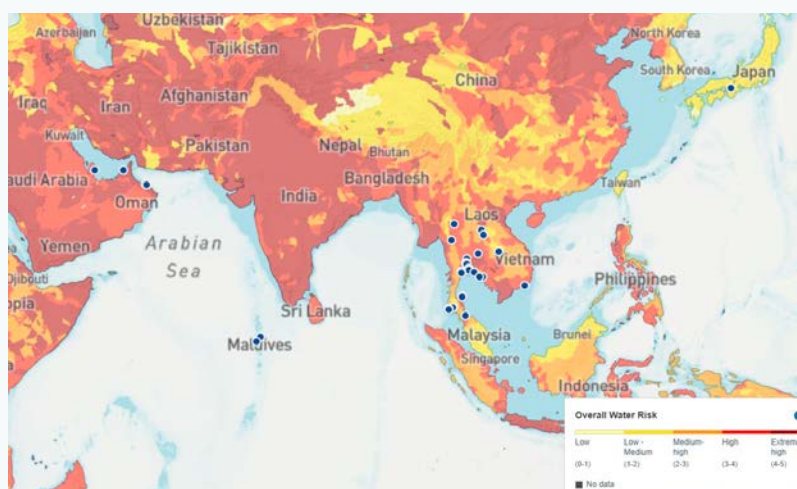 Uzbekistan
Azerbaijan
North Korea
Tajikistan
China
South Korea
Japan
Iraq
Iran
Afghanistan
Kuwait
Pakistan
Nepal
Bhutan
audi Arabia
Bangladesh
Taiwan
Oman
India
Laos
Yemen
Arabian
Sea
Vietnam
Philippines
Djibouti
opia
Sri Lanka
Maldives
Malaysia
Brunei
Singapore
Indonesia
a
Overall Water Risk
Low Low - Medium- High Extrem
Medium high high
(0-1) (1-2) (2-3) (3-4) (4-5)
No data